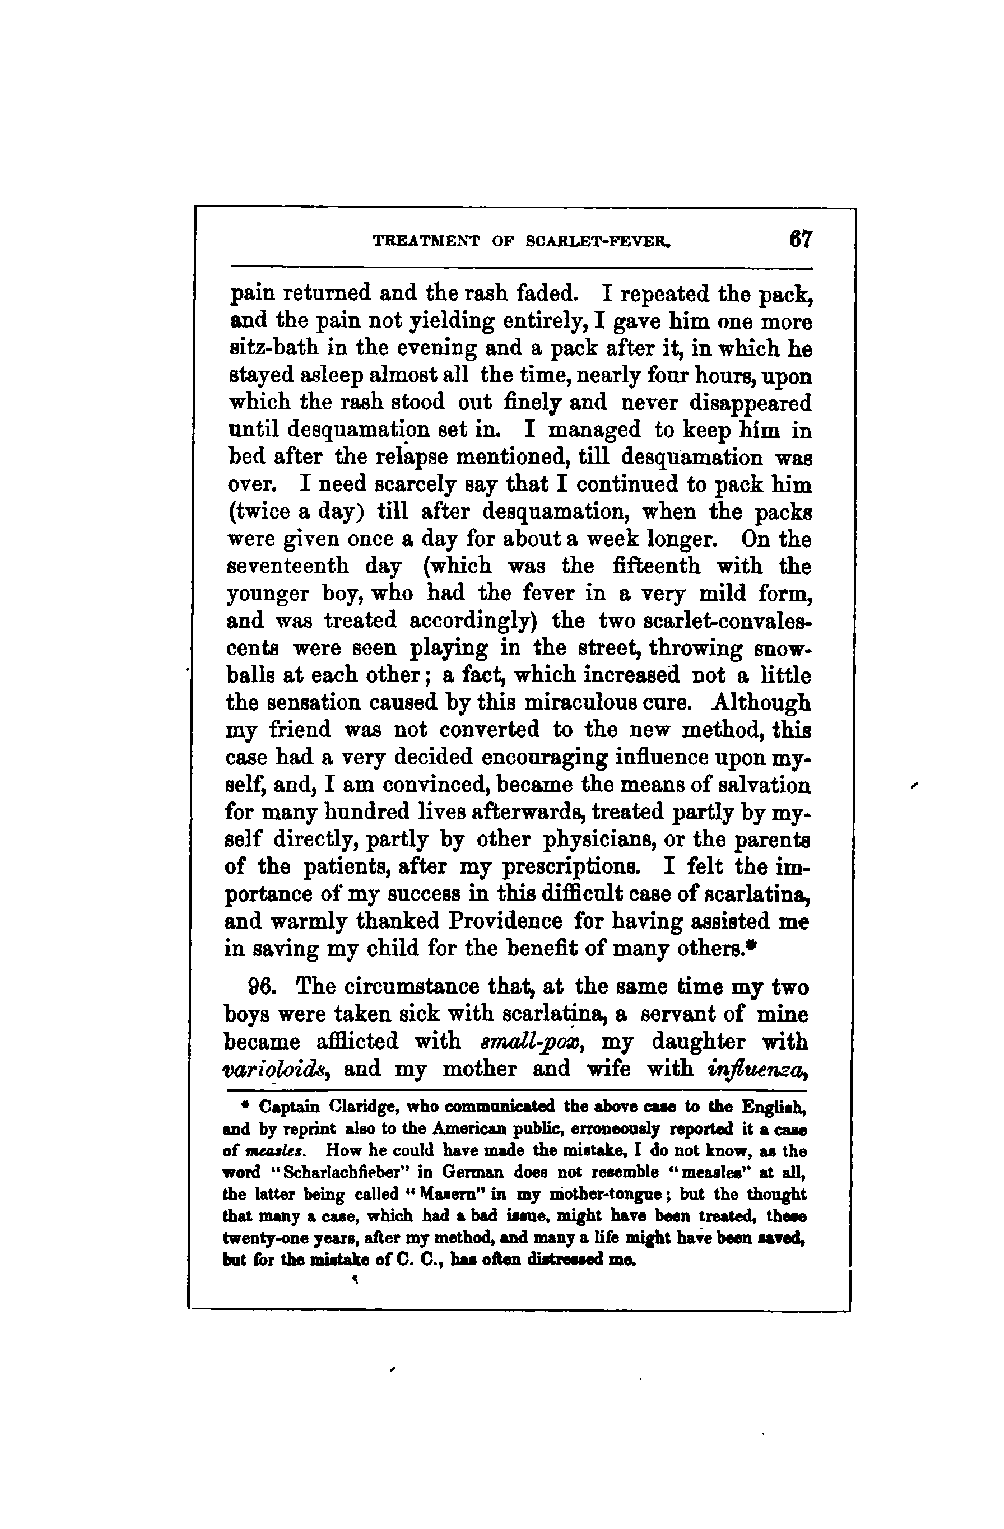 TREATMENT OF SCARLET-FEVER. 67
pain returned and the rash faded. I repeated the pack,
and the pain not yielding entirely, I gave him one more
sitz-bath in the evening and a pack after it, in which he
stayed asleep almost all the time, nearly four hours, upon
which the rash stood out finely and never disappeared
until desquamation set in. I managed to keep him in
bed after the relapse mentioned, till desquamation was
over. I need scarcely say that I continued to pack him
(twice a day) till after desquamation, when the packs
were given once a day for about a week longer. On the
seventeenth day (which was the fifteenth with the
younger boy, who had the fever in a very mild form,
and was treated accordingly) the two scarlet-convales-
cents were seen playing in the street, throwing snow-
balls at each other; a fact, which increased not a little
the sensation caused by this miraculous cure. Although
my friend was not converted to the new method, this
case had a very decided encouraging influence upon my-
self, and, I am convinced, became the means of salvation
for many hundred lives afterwards, treated partly by my-
self directly, partly by other physicians, or the parents
of the patients, after my prescriptions. I felt the im-
portance of my success in this difficult case of scarlatina,
and warmly thanked Providence for having assisted me
in saving my child for the benefit of many others.*
96. The circumstance that, at the same time my two
boys were taken sick with scarlatina, a servant of mine
became afflicted with small-pox, my daughter with
varioloids, and my mother and wife with influenza,
* Captain Claridge, who communicated the above case to the English,
and by reprint also to the American public, erroneously reported it a case
of measles. How he could have made the mistake, I do not know, as the
word "Scharlachfieber" in German does not resemble "measles" at all,
the latter being called "Masern" in my mother-tongue; but the thought
that many a case, which had a bad issue, might have been treated, these
twenty-one years, after my method, and many a life might have been saved,
but for the mistake of C. C., has often distressed me.